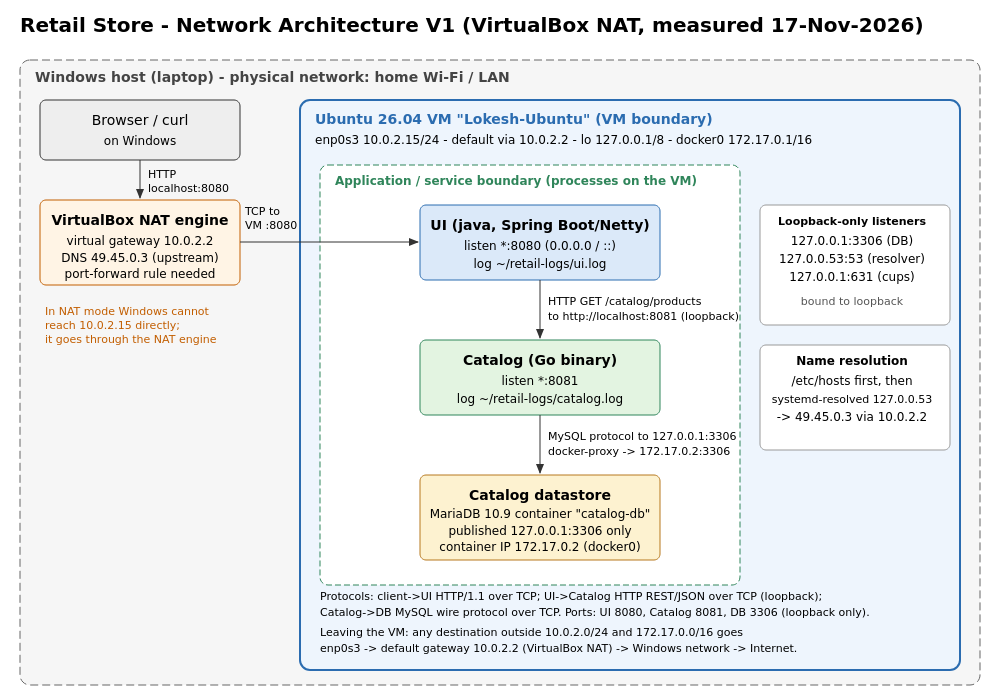 Retail Store - Network Architecture V1 (VirtualBox NAT, measured 17-Nov-2026)
Windows host (laptop) - physical network: home Wi-Fi / LAN
Browser / curl
on Windows
HTTP
localhost:8080
VirtualBox NAT engine
virtual gateway 10.0.2.2
DNS 49.45.0.3 (upstream)
port-forward rule needed
TCP to
VM :8080
In NAT mode Windows cannot
reach 10.0.2.15 directly;
it goes through the NAT engine
Ubuntu 26.04 VM "Lokesh-Ubuntu" (VM boundary)
enp0s3 10.0.2.15/24 - default via 10.0.2.2 - lo 127.0.0.1/8 - docker0 172.17.0.1/16
Application / service boundary (processes on the VM)
UI (java, Spring Boot/Netty)
listen *:8080 (0.0.0.0 / ::)
log ~/retail-logs/ui.log
HTTP GET /catalog/products
to http://localhost:8081 (loopback)
Catalog (Go binary)
listen *:8081
log ~/retail-logs/catalog.log
MySQL protocol to 127.0.0.1:3306
docker-proxy -> 172.17.0.2:3306
Catalog datastore
MariaDB 10.9 container "catalog-db"
published 127.0.0.1:3306 only
container IP 172.17.0.2 (docker0)
Loopback-only listeners
127.0.0.1:3306 (DB)
127.0.0.53:53 (resolver)
127.0.0.1:631 (cups)
bound to loopback
Name resolution
/etc/hosts first, then
systemd-resolved 127.0.0.53
-> 49.45.0.3 via 10.0.2.2
Protocols: client->UI HTTP/1.1 over TCP; UI->Catalog HTTP REST/JSON over TCP (loopback);
Catalog->DB MySQL wire protocol over TCP. Ports: UI 8080, Catalog 8081, DB 3306 (loopback only).
Leaving the VM: any destination outside 10.0.2.0/24 and 172.17.0.0/16 goes
enp0s3 -> default gateway 10.0.2.2 (VirtualBox NAT) -> Windows network -> Internet.